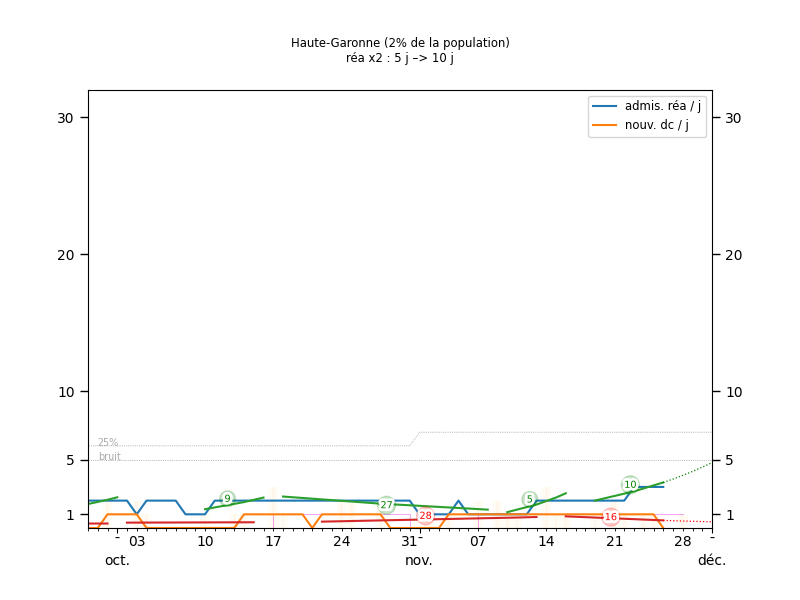 Haute-Garonne (2% de la population)
réa x2 : 5 j –> 10 j
admis. réa / j
nouv. dc / j
30 30
20 20
10 10
25%
bruit
5 5
1 1
9 27 28 5 16 10
- 03 10 17 24 31 - 07 14 21 28 -
oct. nov. déc.